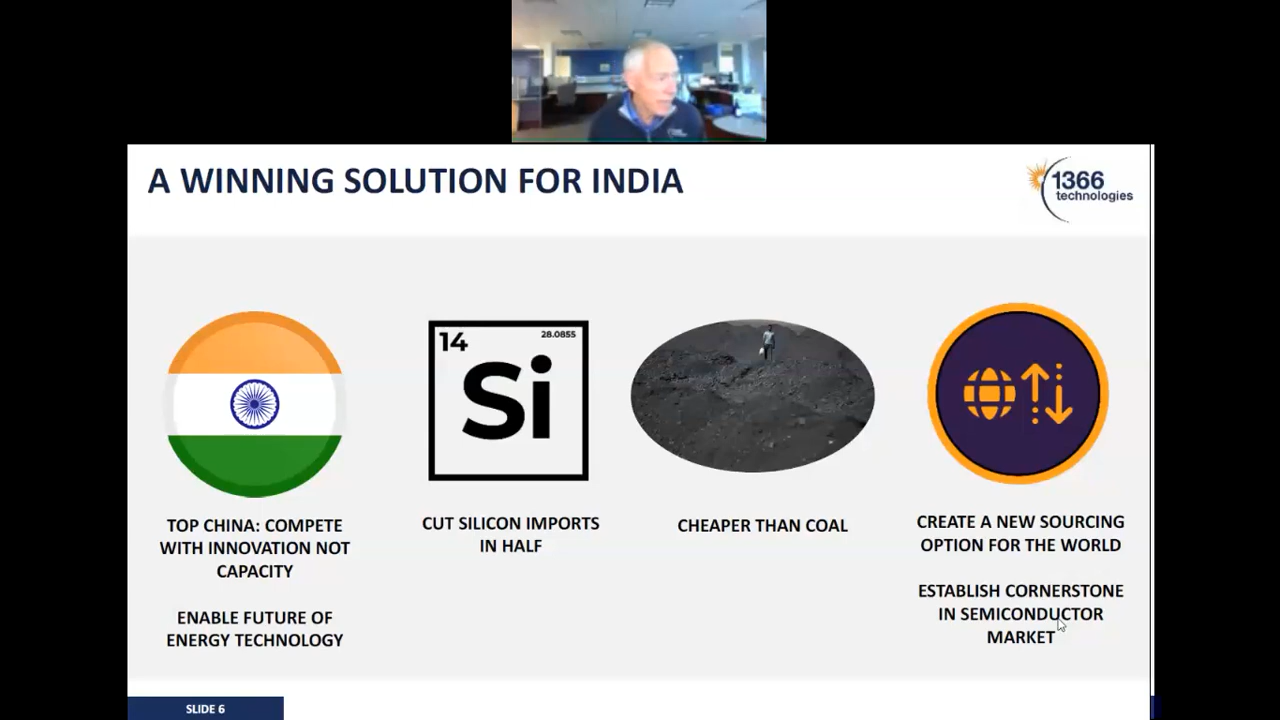 A WINNING SOLUTION FOR INDIA
1366
technologies
14
28.0855
Si
TOP CHINA: COMPETE
WITH INNOVATION NOT
CAPACITY
ENABLE FUTURE OF
ENERGY TECHNOLOGY
CUT SILICON IMPORTS
IN HALF
CHEAPER THAN COAL
CREATE A NEW SOURCING
OPTION FOR THE WORLD
ESTABLISH CORNERSTONE
IN SEMICONDUCTOR
MARKET
SLIDE 6